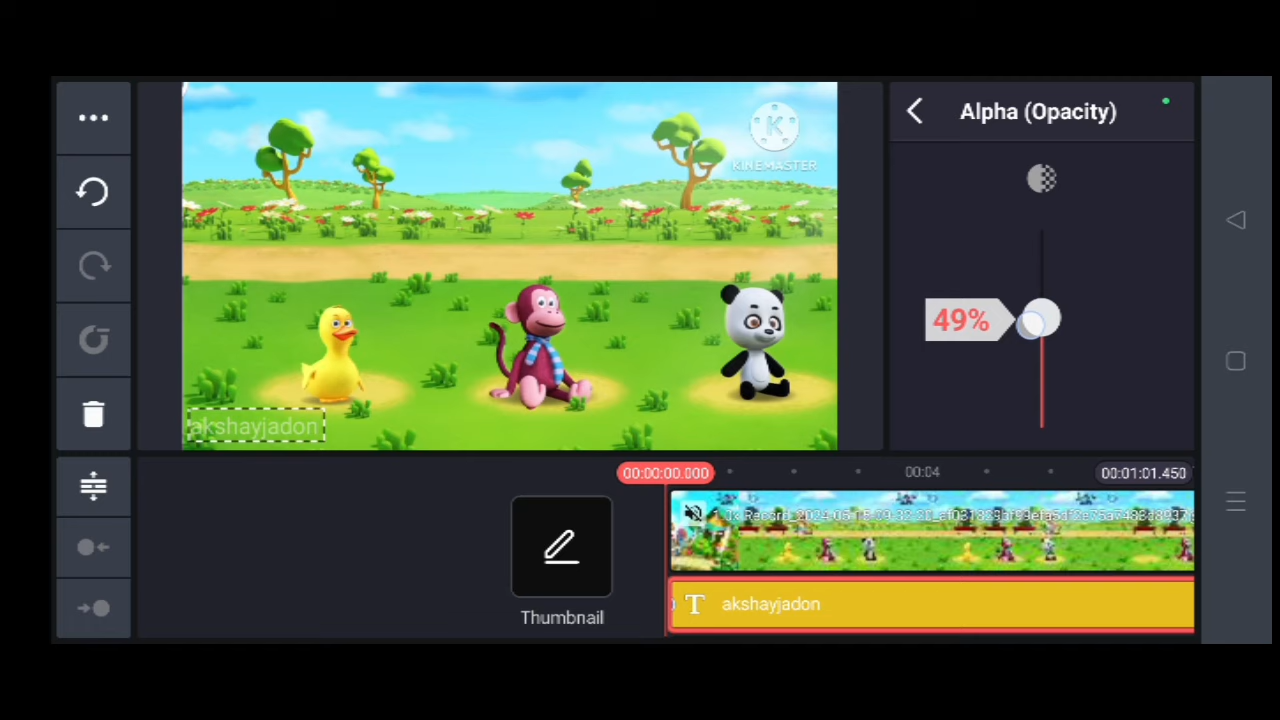 Alpha (Opacity)
KINEMASTER
49%
akshayjadon
00:00:00.000
00:04
00:01:01.450
Thumbnail
T akshayjadon